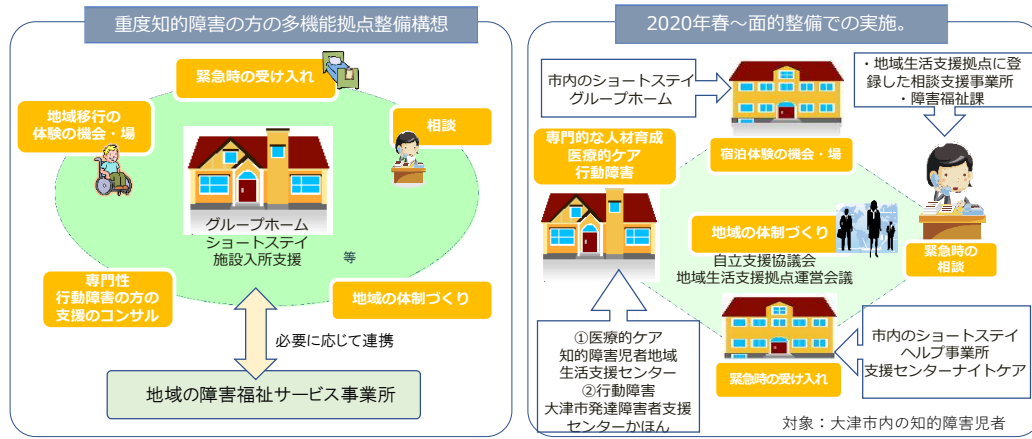 重度知的障害の方の多機能拠点整備構想
緊急時の受け入れ
地域移行の
体験の機会・場
相談
グループホーム
ショートステイ
施設入所支援　等
専門性
行動障害の方の
支援のコンサル
地域の体制づくり
必要に応じて連携
地域の障害福祉サービス事業所
2020年春～面的整備での実施。
市内のショートステイ
グループホーム
・地域生活支援拠点に登
録した相談支援事業所
・障害福祉課
専門的な人材育成
医療的ケア
行動障害
宿泊体験の機会・場
地域の体制づくり
自立支援協議会
地域生活支援拠点運営会議
緊急時の
相談
①医療的ケア
知的障害児者地域
生活支援センター
②行動障害
大津市発達障害者支援
センターかほん
緊急時の受け入れ
市内のショートステイ
ヘルプ事業所
支援センターナイトケア
対象：大津市内の知的障害児者